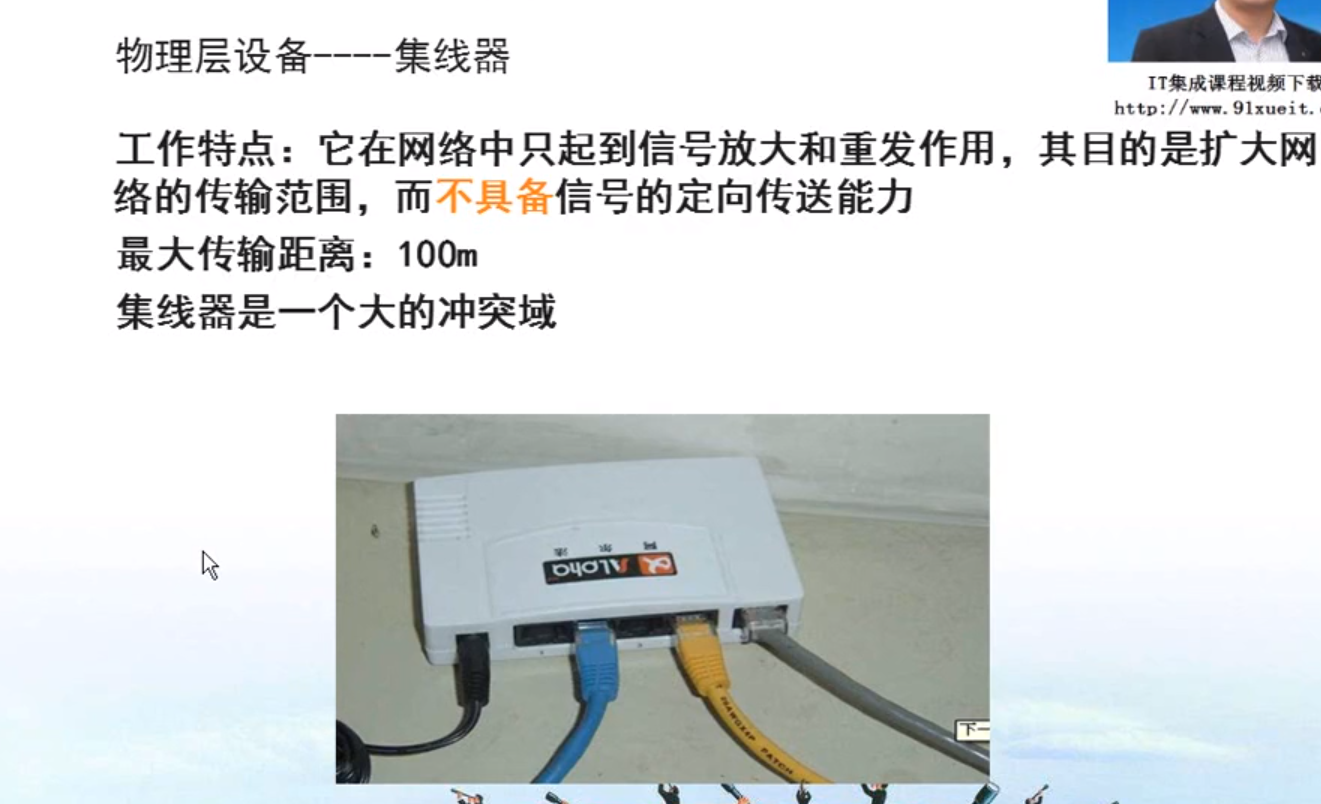 物理层设备----集线器
IT集成课程视频下载
http://www.91xueit.
工作特点：它在网络中只起到信号放大和重发作用，其目的是扩大网
络的传输范围，而不具备信号的定向传送能力
最大传输距离：100m
集线器是一个大的冲突域
阿尔法
Alpha
PATCH
下一